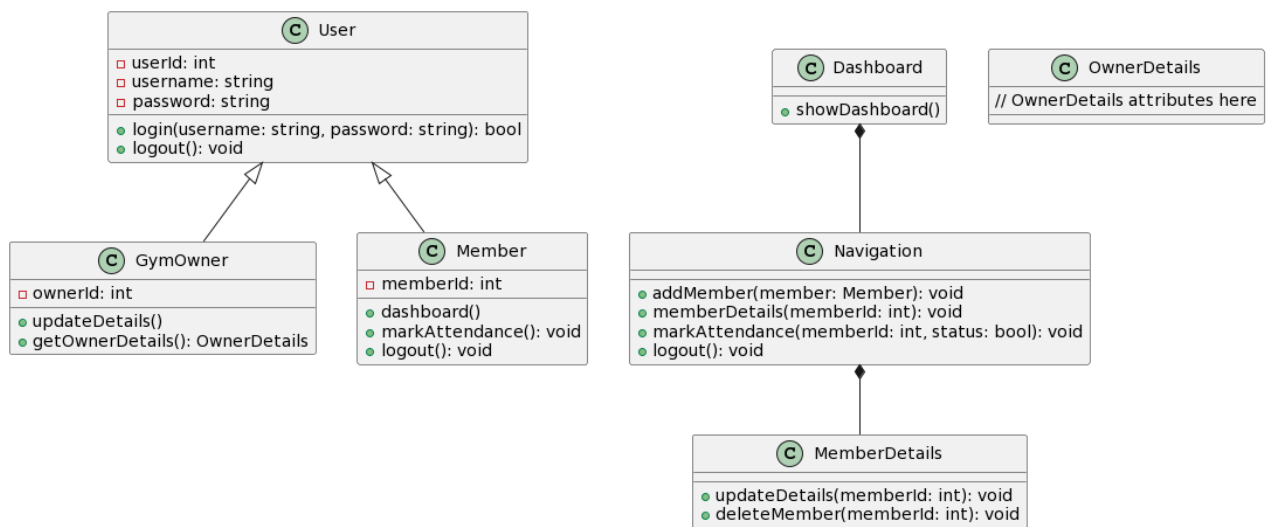 C User
userId: int
username: string
password: string
login(username: string, password: string): bool
logout(): void
C GymOwner
ownerId: int
updateDetails()
getOwnerDetails(): OwnerDetails
C Member
memberId: int
dashboard()
markAttendance(): void
logout(): void
C Dashboard
showDashboard()
C OwnerDetails
// OwnerDetails attributes here
C Navigation
addMember(member: Member): void
memberDetails(memberId: int): void
markAttendance(memberId: int, status: bool): void
logout(): void
C MemberDetails
updateDetails(memberId: int): void
deleteMember(memberId: int): void